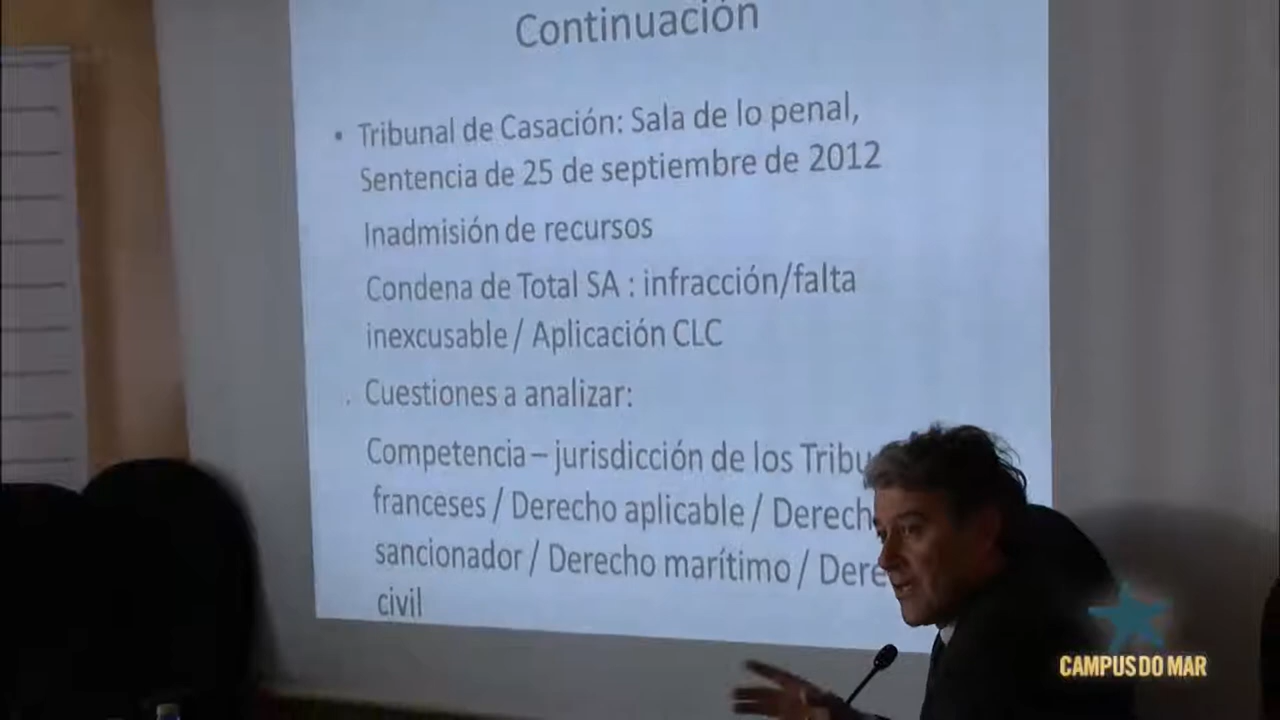 Continuación
• Tribunal de Casación: Sala de lo penal,
Sentencia de 25 de septiembre de 2012
Inadmisión de recursos
Condena de Total SA : infracción/falta
inexcusable / Aplicación CLC
. Cuestiones a analizar:
Competencia – jurisdicción de los
franceses / Derecho aplicable /
sancionador / Derecho marítimo /
civil
CAMPUS DO MAR